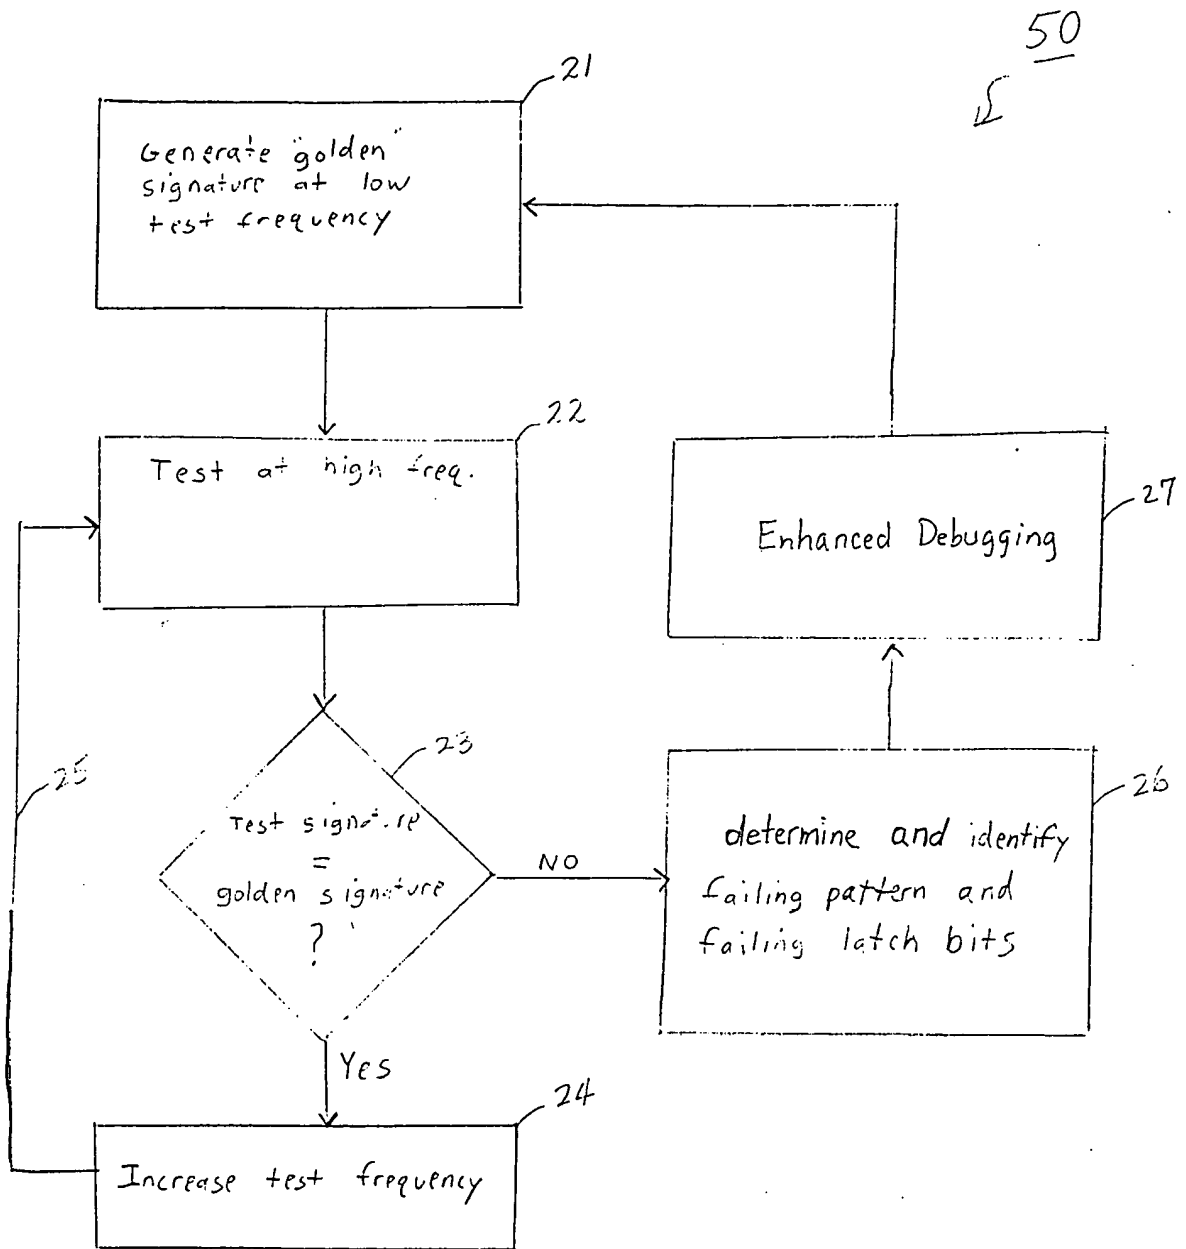 50
21
Generate "golden"
signature at low
test frequency
22
Test at high freq.
27
Enhanced Debugging
23
25
Test signature
=
golden signature
?
NO
26
determine and identify
failing pattern and
failing latch bits
Yes
24
Increase test frequency